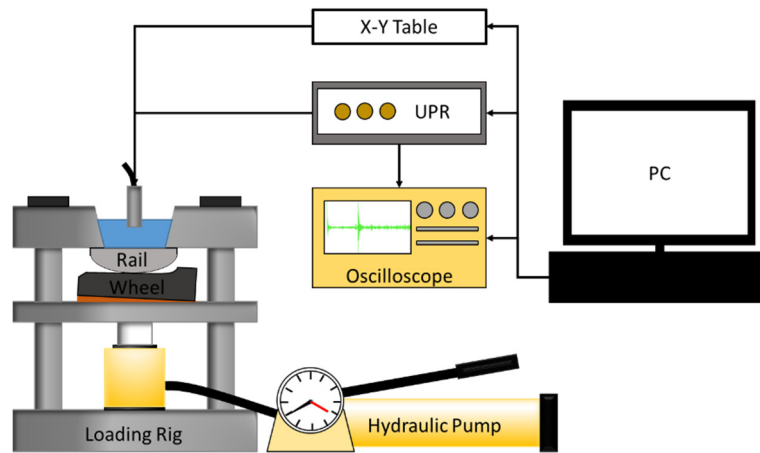 X-Y Table
UPR
PC
Rail
Wheel
Oscilloscope
Loading Rig
Hydraulic Pump